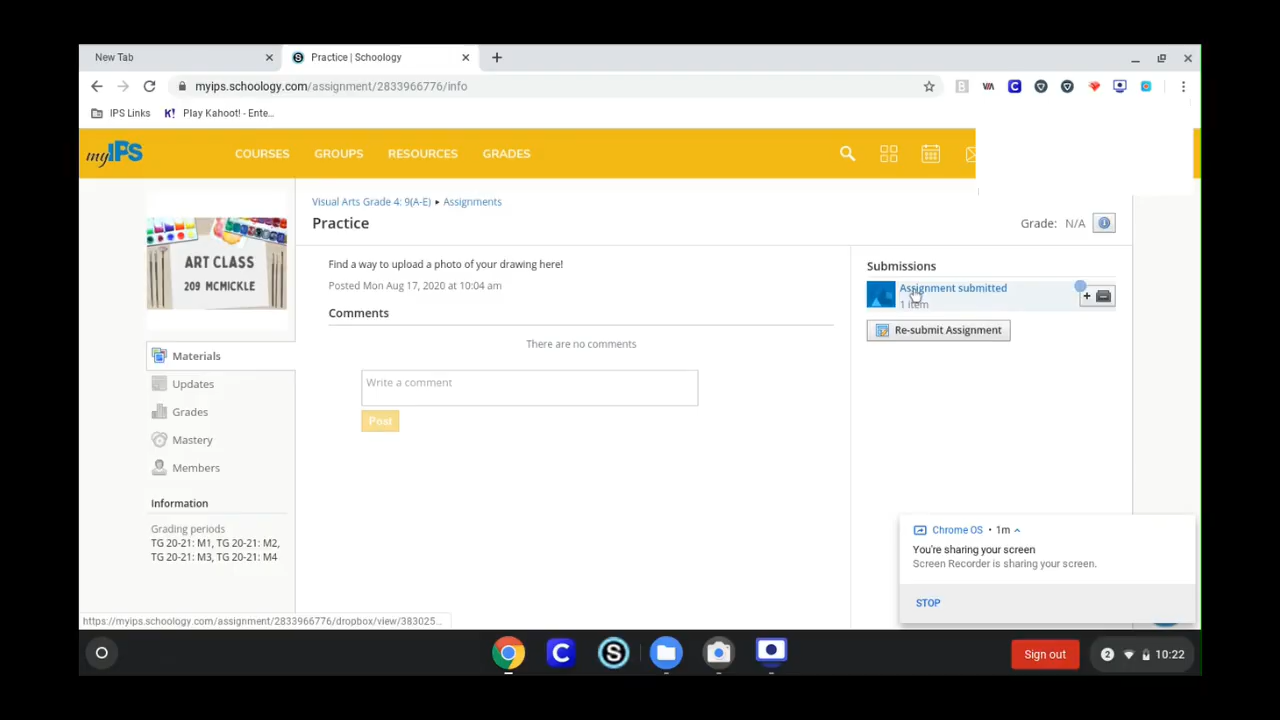 New Tab
Practice | Schoology
myips.schoology.com/assignment/2833966776/info
IPS Links
K! Play Kahoot! - Ente...
VIA
C
myIPS
COURSES GROUPS RESOURCES GRADES
Visual Arts Grade 4: 9(A-E) ▸ Assignments
Practice
Grade: N/A
ART CLASS
209 MCMICKLE
Find a way to upload a photo of your drawing here!
Posted Mon Aug 17, 2020 at 10:04 am
Comments
There are no comments
Write a comment
Post
Submissions
Assignment submitted
1 item
Re-submit Assignment
Materials
Updates
Grades
Mastery
Members
Information
Grading periods
TG 20-21: M1, TG 20-21: M2,
TG 20-21: M3, TG 20-21: M4
Chrome OS • 1m
You're sharing your screen
Screen Recorder is sharing your screen.
STOP
https://myips.schoology.com/assignment/2833966776/dropbox/view/383025...
C
S
Sign out
2
10:22